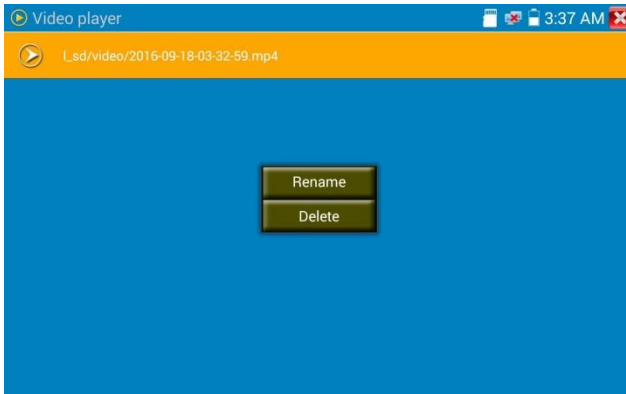 Video player
3:37 AM
l_sd/video/2016-09-18-03-32-59.mp4
Rename
Delete